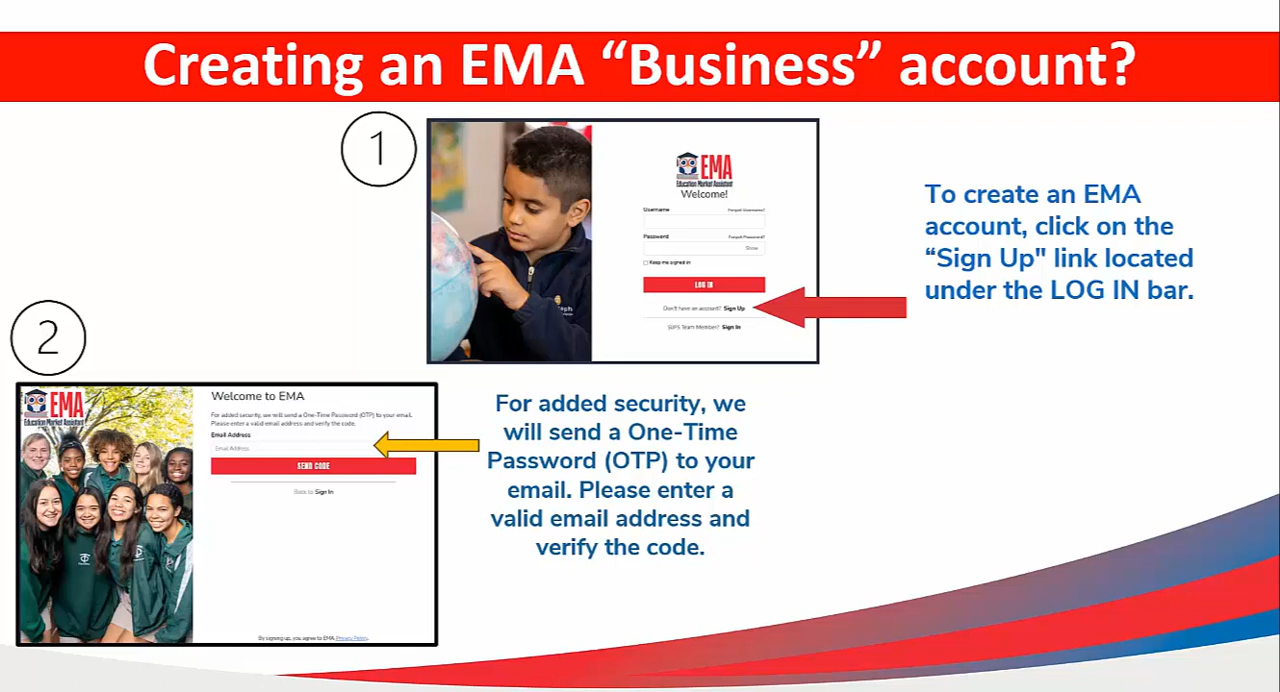 Creating an EMA “Business” account?
1
EMA
Education Market Assistant
Welcome!
Username Forgot Username?
Password Forgot Password?
Show
Keep me signed in
LOG IN
Don't have an account? Sign Up
SUFS Team Member? Sign In
To create an EMA
account, click on the
“Sign Up" link located
under the LOG IN bar.
2
EMA
Education Market Assistant
Welcome to EMA
For added security, we will send a One-Time Password (OTP) to your email.
Please enter a valid email address and verify the code.
Email Address
Email Address
SEND CODE
Back to Sign In
By signing up, you agree to EMA Privacy Policy.
For added security, we
will send a One-Time
Password (OTP) to your
email. Please enter a
valid email address and
verify the code.